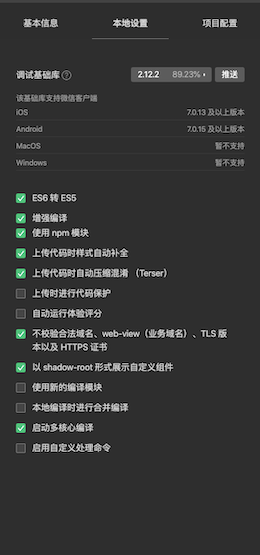 基本信息 本地设置 项目配置
调试基础库 ? 2.12.2 89.23% 推送
该基础库支持微信客户端
iOS 7.0.13 及以上版本
Android 7.0.15 及以上版本
MacOS 暂不支持
Windows 暂不支持
ES6 转 ES5
增强编译
使用 npm 模块
上传代码时样式自动补全
上传代码时自动压缩混淆 （Terser）
上传时进行代码保护
自动运行体验评分
不校验合法域名、web-view（业务域名）、TLS 版
本以及 HTTPS 证书
以 shadow-root 形式展示自定义组件
使用新的编译模块
本地编译时进行合并编译
启动多核心编译
启用自定义处理命令